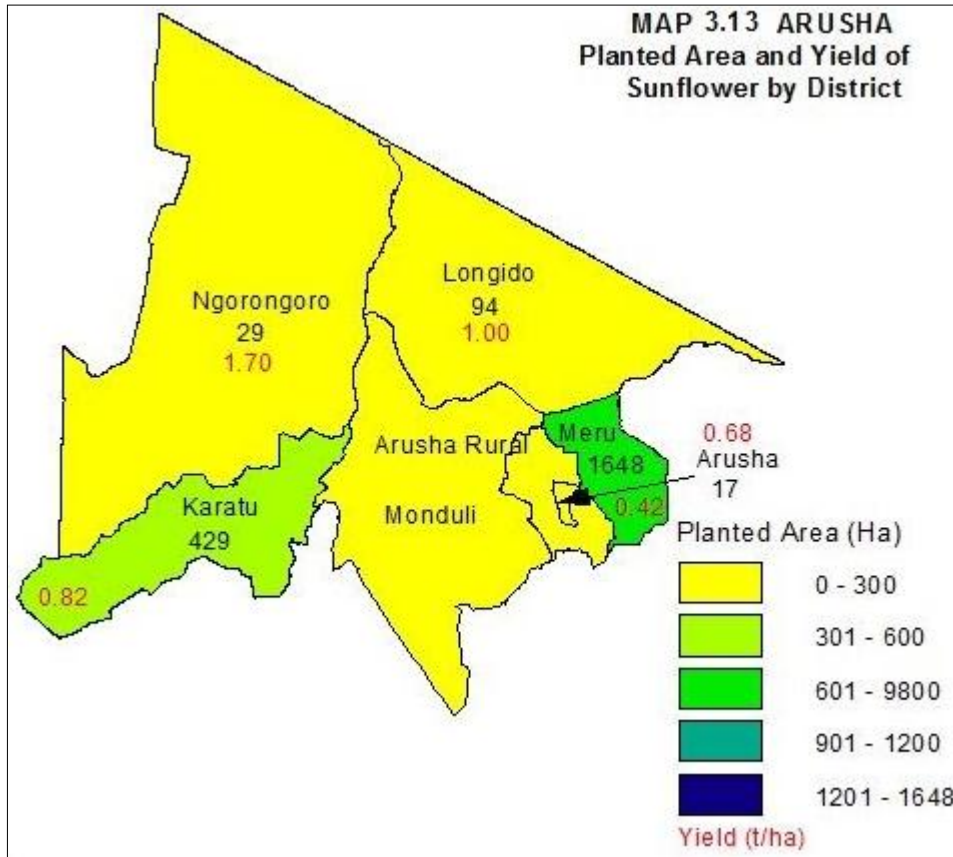 MAP 3.13 ARUSHA
Planted Area and Yield of
Sunflower by District
Longido
94
1.00
Ngorongoro
29
1.70
Meru
1648
0.42
0.68
Arusha
17
Arusha Rural
Monduli
Karatu
429
0.82
Planted Area (Ha)
0 - 300
301 - 600
601 - 9800
901 - 1200
1201 - 1648
Yield (t/ha)